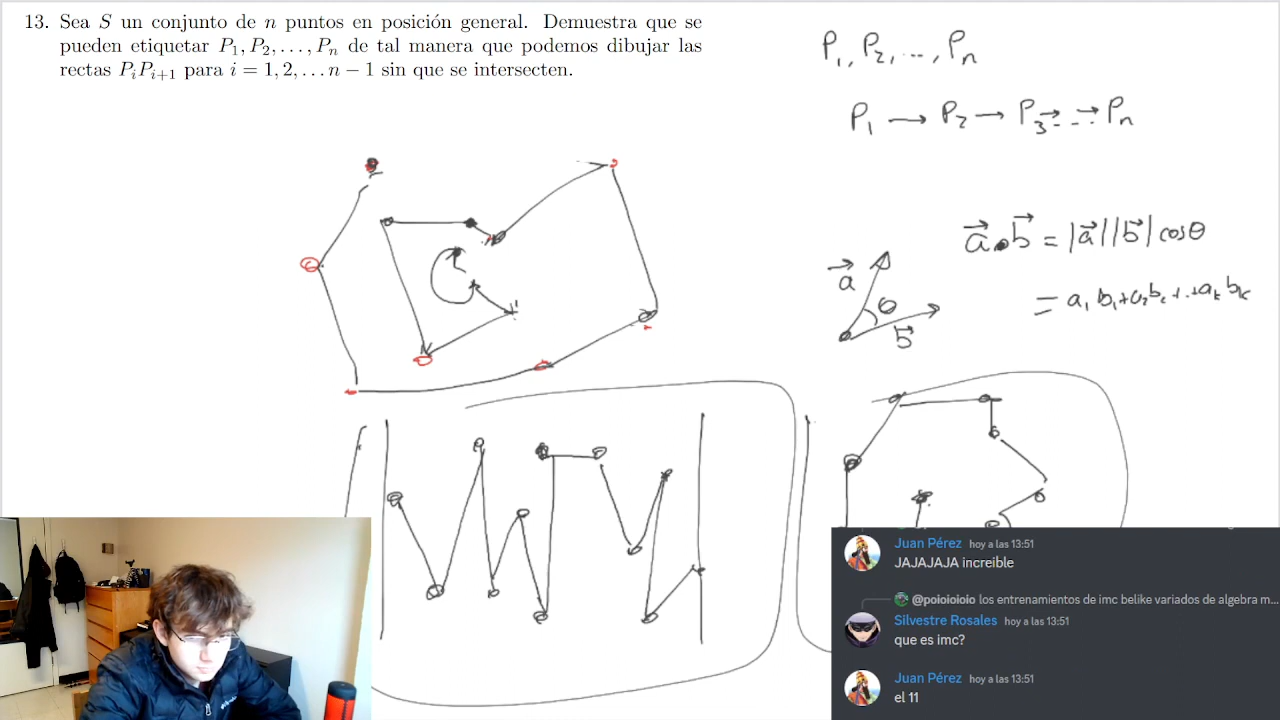 13. Sea S un conjunto de n puntos en posición general. Demuestra que se
pueden etiquetar P₁, P₂, . . . , Pₙ de tal manera que podemos dibujar las
rectas PᵢPᵢ₊₁ para i = 1, 2, . . . n − 1 sin que se intersecten.
P₁, P₂, ..., Pₙ
P₁ → P₂ → P₃ → ... → Pₙ
a⃗ • b⃗ = |a⃗||b⃗| cosθ
= a₁b₁+a₂b₂+...+aₖbₖ
a⃗
θ
b⃗
Juan Pérez hoy a las 13:51
JAJAJAJA increible
@poioioioio los entrenamientos de imc belike variados de algebra m...
Silvestre Rosales hoy a las 13:51
que es imc?
Juan Pérez hoy a las 13:51
el 11